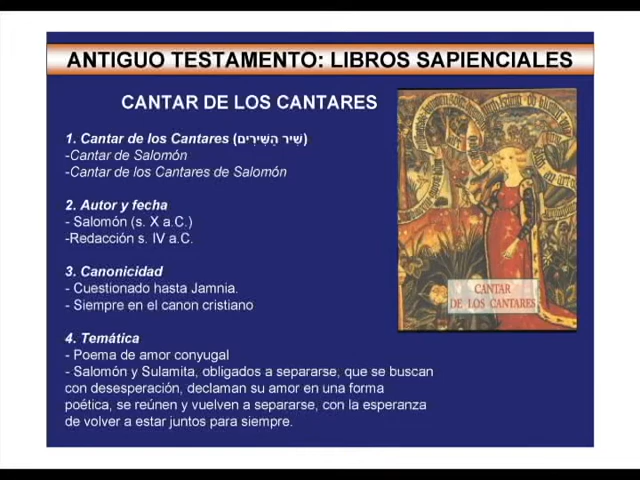 ANTIGUO TESTAMENTO: LIBROS SAPIENCIALES
CANTAR DE LOS CANTARES
1. Cantar de los Cantares (שִׁיר הַשִּׁירִים)
-Cantar de Salomón
-Cantar de los Cantares de Salomón
2. Autor y fecha
- Salomón (s. X a.C.)
-Redacción s. IV a.C.
3. Canonicidad
- Cuestionado hasta Jamnia.
- Siempre en el canon cristiano
4. Temática
- Poema de amor conyugal
- Salomón y Sulamita, obligados a separarse, que se buscan
con desesperación, declaman su amor en una forma
poética, se reúnen y vuelven a separarse, con la esperanza
de volver a estar juntos para siempre.
CANTAR
DE LOS CANTARES